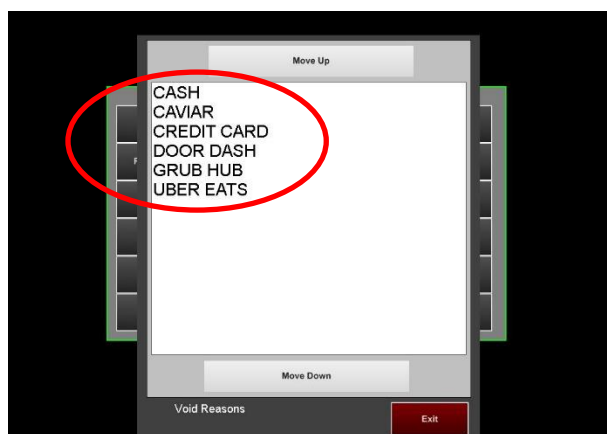 Move Up
CASH
CAVIAR
CREDIT CARD
DOOR DASH
GRUB HUB
UBER EATS
Move Down
Void Reasons
Exit